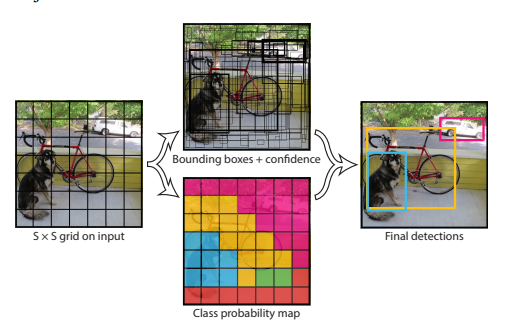 Bounding boxes + confidence
S × S grid on input
Final detections
Class probability map